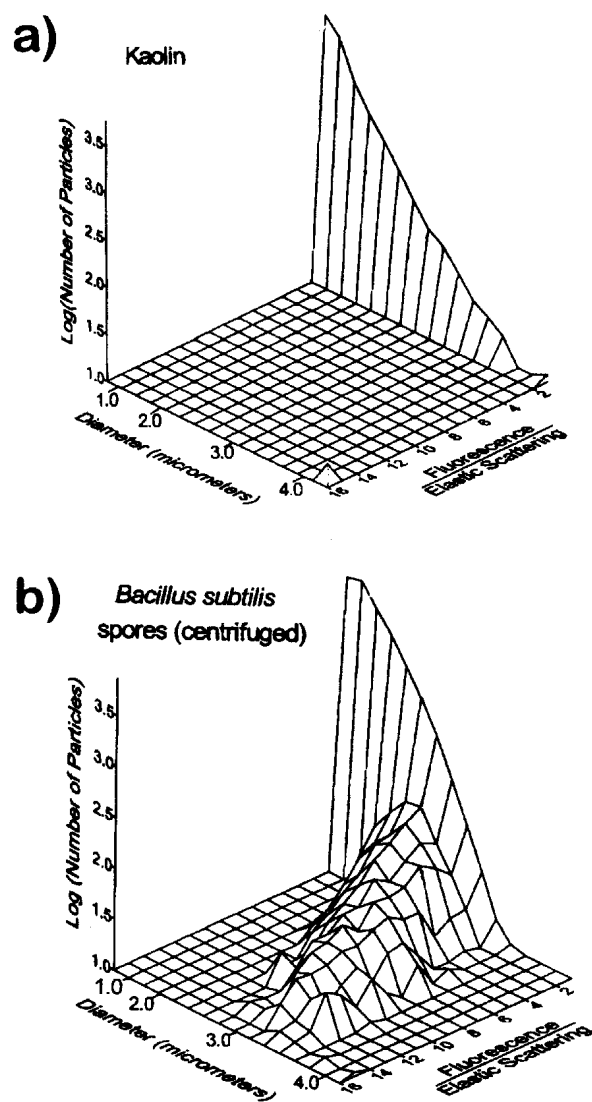 a)
Kaolin
Log(Number of Particles)
3.5
3.0
2.5
2.0
1.5
1.0
1.0
2.0
3.0
4.0
Diameter (micrometers)
16
14
12
10
8
6
4
2
Fluorescence
Elastic Scattering
b)
Bacillus subtilis
spores (centrifuged)
Log (Number of Particles)
3.5
3.0
2.5
2.0
1.5
1.0
1.0
2.0
3.0
4.0
Diameter (micrometers)
16
14
12
10
8
6
4
2
Fluorescence
Elastic Scattering